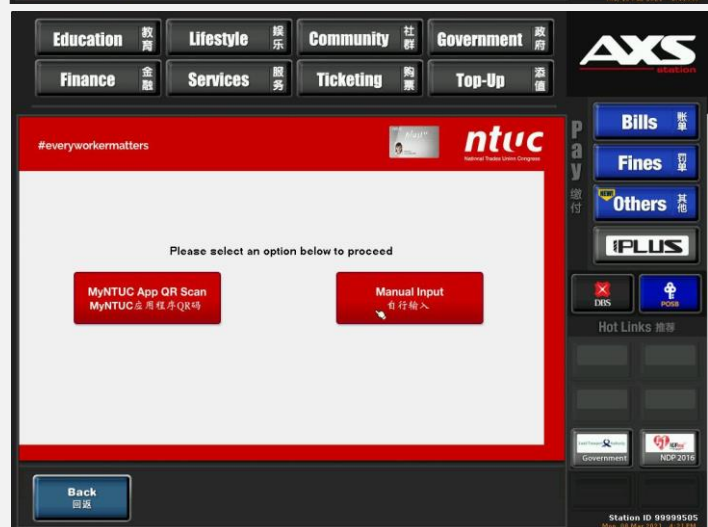 Education 教育
Lifestyle 娱乐
Community 社群
Government 政府
AXS
station
Finance 金融
Services 服务
Ticketing 购票
Top-Up 添值
Pay 缴付
Bills 账单
Fines 罚单
NEW!
Others 其他
PLUS
DBS
POSB
Hot Links 推荐
#everyworkermatters
ntuc
National Trades Union Congress
Please select an option below to proceed
MyNTUC App QR Scan
MyNTUC应用程序QR码
Manual Input
自行输入
Government
NDP 2016
Back
回返
Station ID 99999505